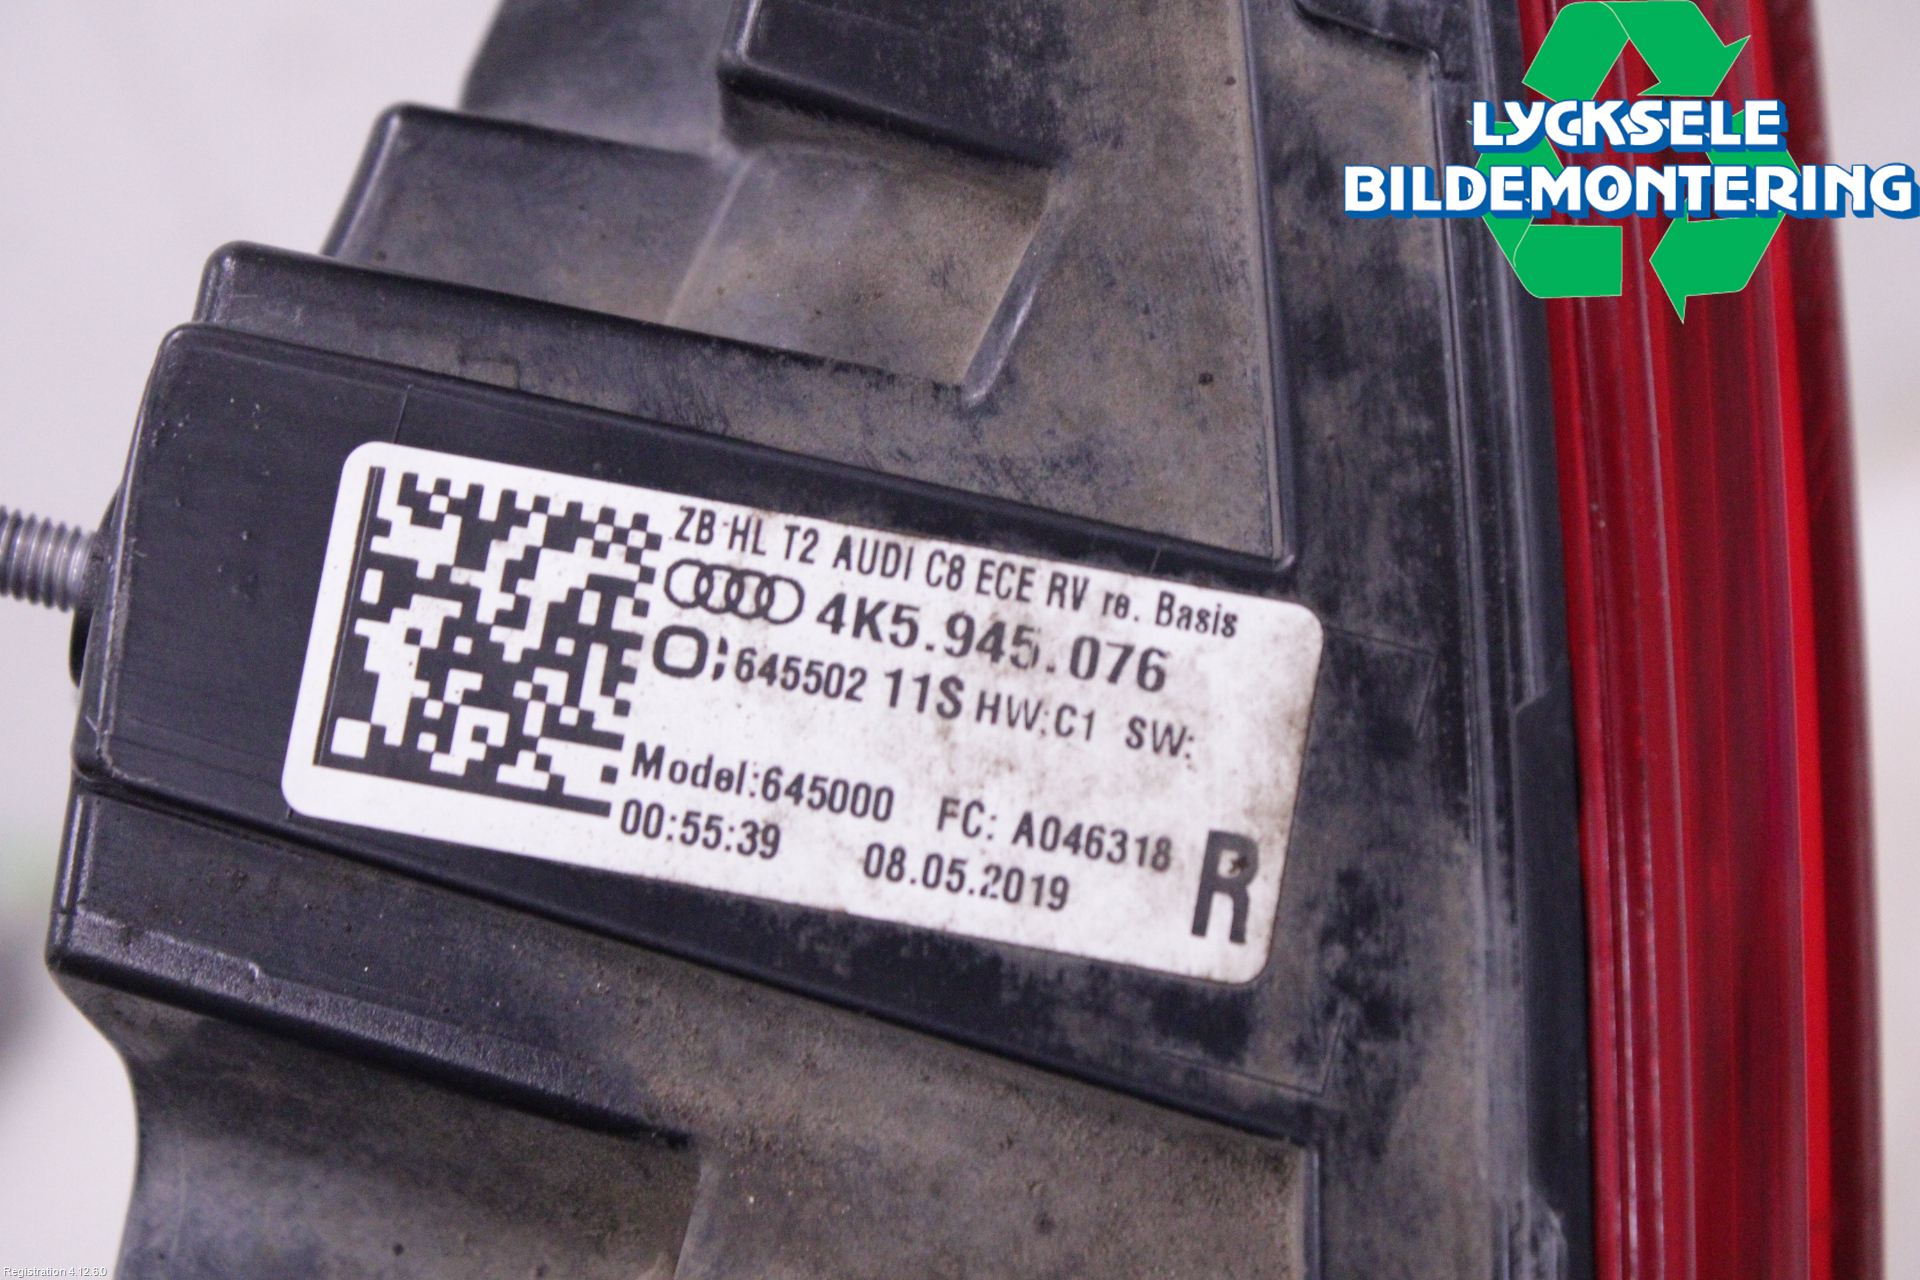 LYCKSELE
BILDEMONTERING
ZB HL T2 AUDI C8 ECE RV re. Basis
4K5.945.076
645502 11S HW:C1 SW:
Model:645000 FC: A046318
00:55:39 08.05.2019 R
Registration 4.12.6.0